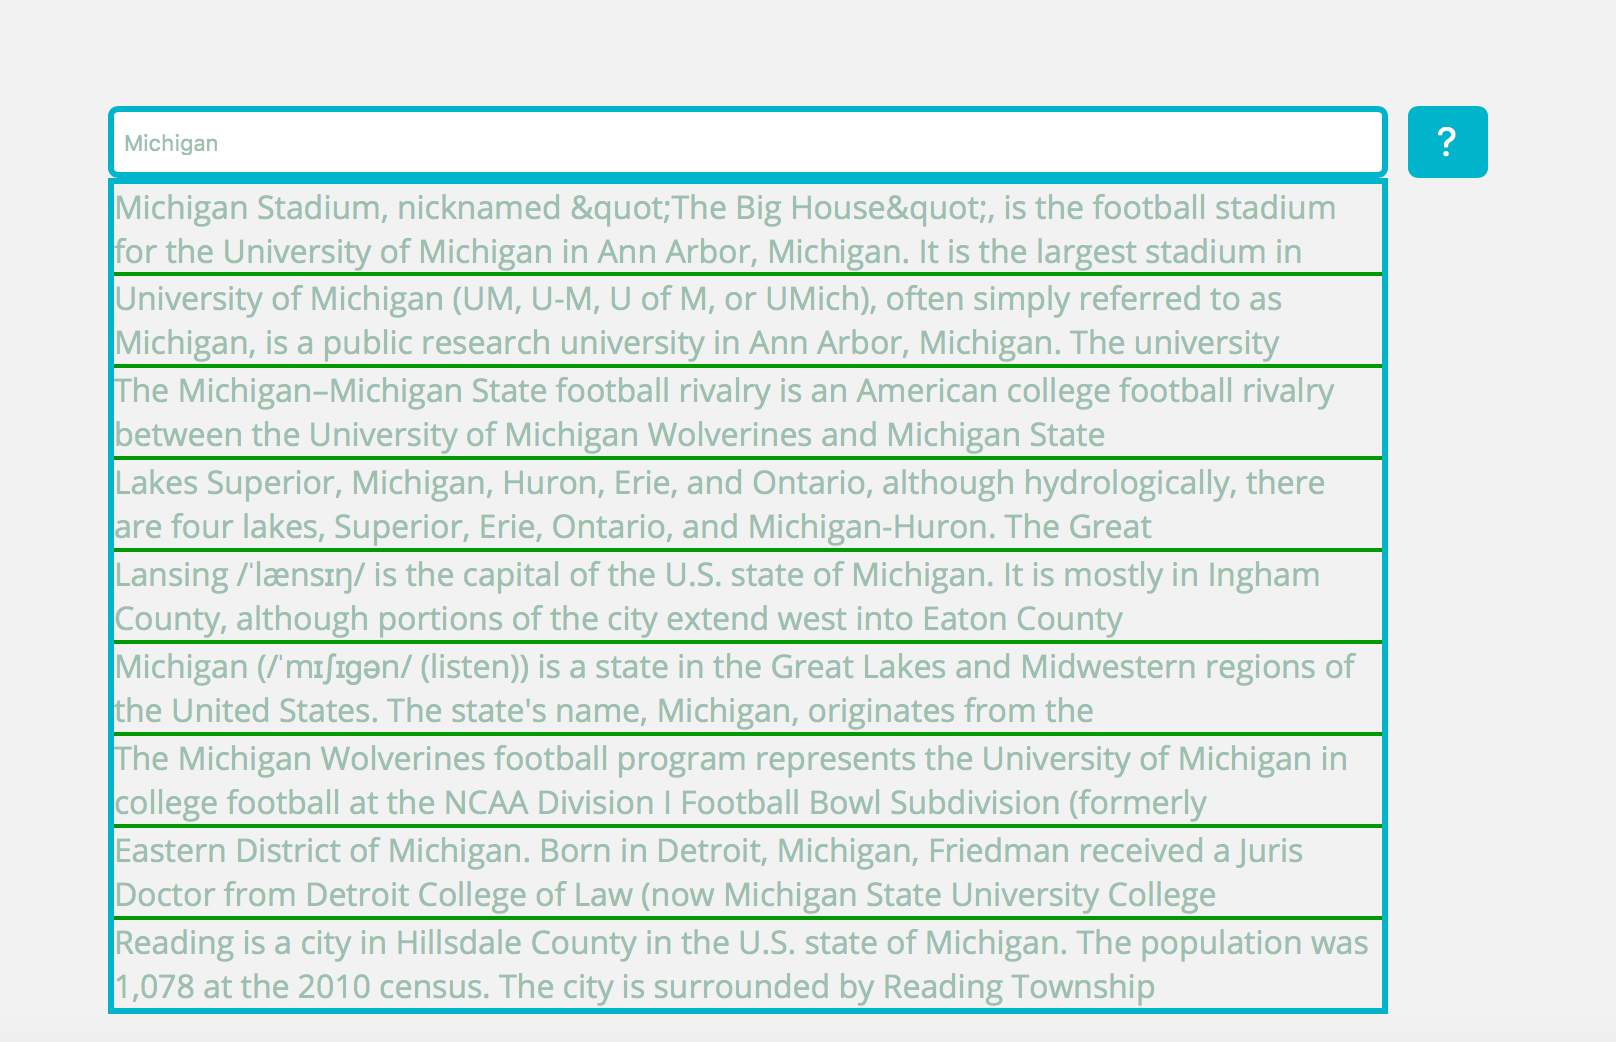 Michigan
?
Michigan Stadium, nicknamed &quot;The Big House&quot;, is the football stadium
for the University of Michigan in Ann Arbor, Michigan. It is the largest stadium in
University of Michigan (UM, U-M, U of M, or UMich), often simply referred to as
Michigan, is a public research university in Ann Arbor, Michigan. The university
The Michigan–Michigan State football rivalry is an American college football rivalry
between the University of Michigan Wolverines and Michigan State
Lakes Superior, Michigan, Huron, Erie, and Ontario, although hydrologically, there
are four lakes, Superior, Erie, Ontario, and Michigan-Huron. The Great
Lansing /ˈlænsɪŋ/ is the capital of the U.S. state of Michigan. It is mostly in Ingham
County, although portions of the city extend west into Eaton County
Michigan (/ˈmɪʃɪɡən/ (listen)) is a state in the Great Lakes and Midwestern regions of
the United States. The state's name, Michigan, originates from the
The Michigan Wolverines football program represents the University of Michigan in
college football at the NCAA Division I Football Bowl Subdivision (formerly
Eastern District of Michigan. Born in Detroit, Michigan, Friedman received a Juris
Doctor from Detroit College of Law (now Michigan State University College
Reading is a city in Hillsdale County in the U.S. state of Michigan. The population was
1,078 at the 2010 census. The city is surrounded by Reading Township